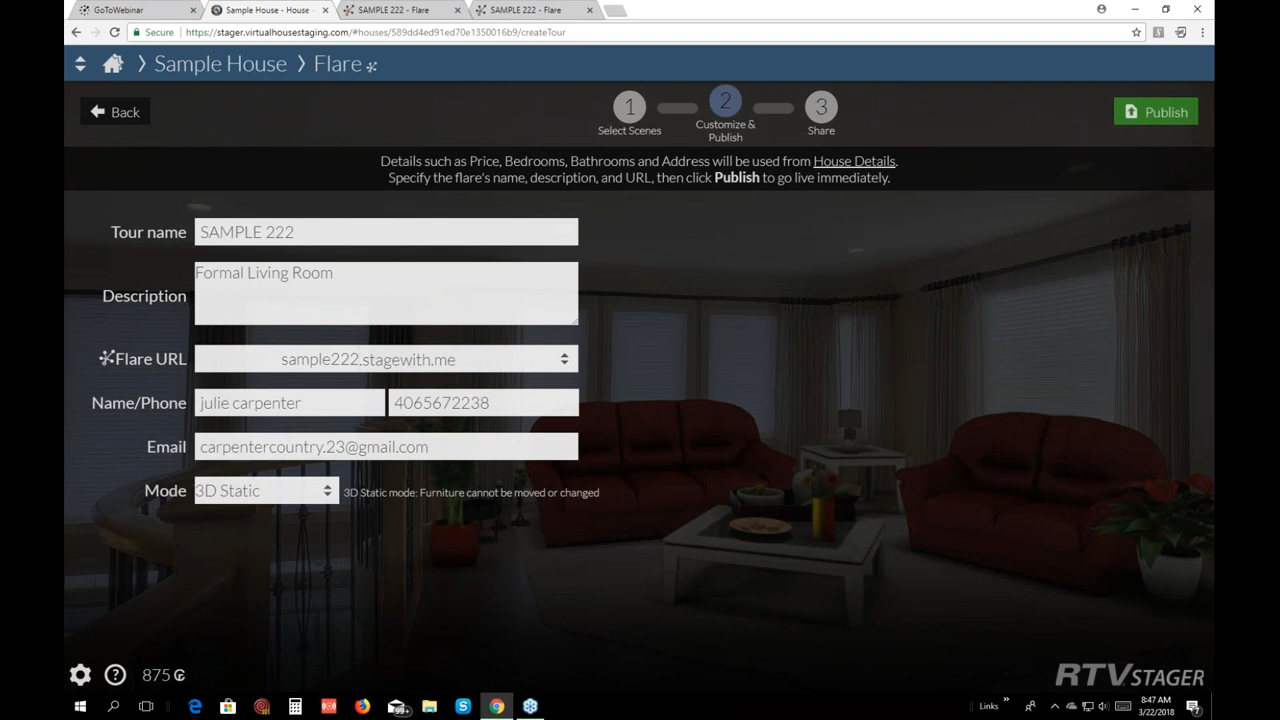 GoToWebinar
Sample House - House
SAMPLE 222 - Flare
SAMPLE 222 - Flare
Secure
https://stager.virtualhousestaging.com/#houses/589dd4ed91ed70e1350016b9/createTour
Sample House
Flare
Back
1
Select Scenes
2
Customize &
Publish
3
Share
Publish
Details such as Price, Bedrooms, Bathrooms and Address will be used from House Details.
Specify the flare's name, description, and URL, then click Publish to go live immediately.
Tour name
SAMPLE 222
Description
Formal Living Room
Flare URL
sample222.stagewith.me
Name/Phone
julie carpenter
4065672238
Email
carpentercountry.23@gmail.com
Mode
3D Static
3D Static mode: Furniture cannot be moved or changed
875
RTVSTAGER
99+
Links
8:47 AM
3/22/2018